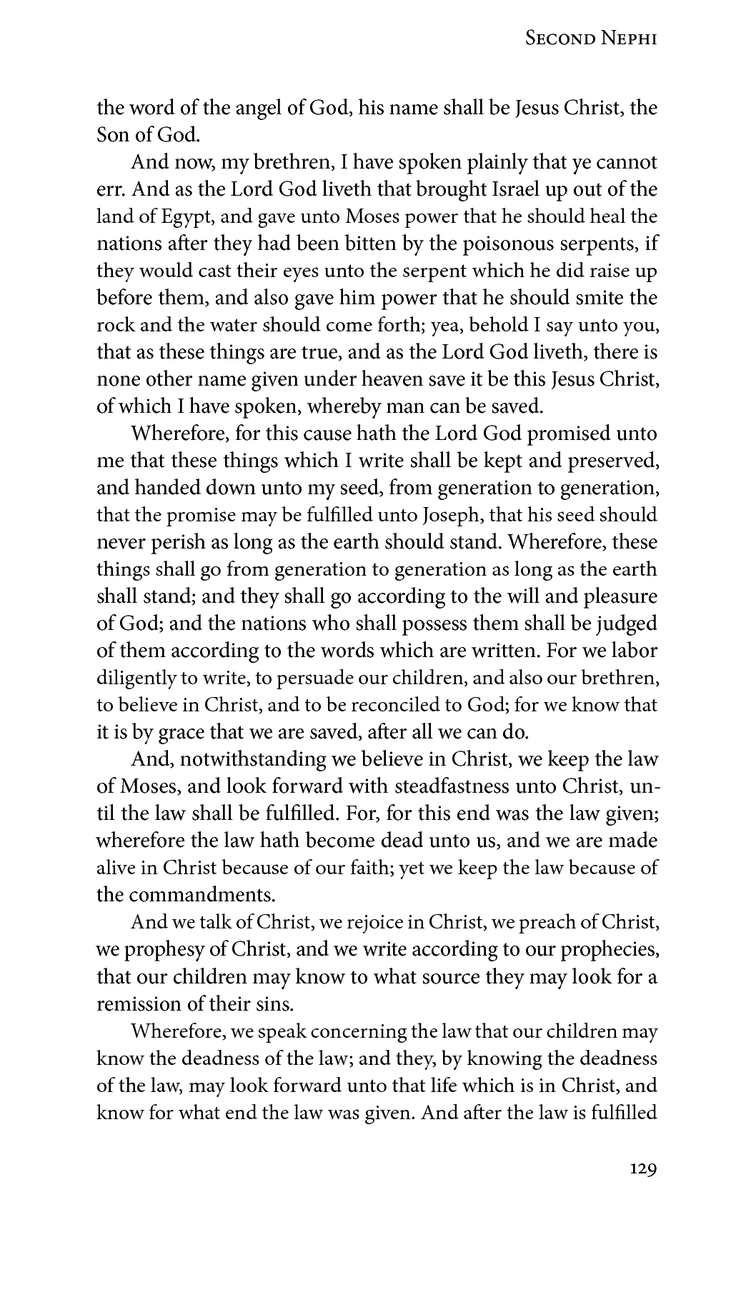 Second Nephi
the word of the angel of God, his name shall be Jesus Christ, the
Son of God.
And now, my brethren, I have spoken plainly that ye cannot
err. And as the Lord God liveth that brought Israel up out of the
land of Egypt, and gave unto Moses power that he should heal the
nations after they had been bitten by the poisonous serpents, if
they would cast their eyes unto the serpent which he did raise up
before them, and also gave him power that he should smite the
rock and the water should come forth; yea, behold I say unto you,
that as these things are true, and as the Lord God liveth, there is
none other name given under heaven save it be this Jesus Christ,
of which I have spoken, whereby man can be saved.
Wherefore, for this cause hath the Lord God promised unto
me that these things which I write shall be kept and preserved,
and handed down unto my seed, from generation to generation,
that the promise may be fulfilled unto Joseph, that his seed should
never perish as long as the earth should stand. Wherefore, these
things shall go from generation to generation as long as the earth
shall stand; and they shall go according to the will and pleasure
of God; and the nations who shall possess them shall be judged
of them according to the words which are written. For we labor
diligently to write, to persuade our children, and also our brethren,
to believe in Christ, and to be reconciled to God; for we know that
it is by grace that we are saved, after all we can do.
And, notwithstanding we believe in Christ, we keep the law
of Moses, and look forward with steadfastness unto Christ, un-
til the law shall be fulfilled. For, for this end was the law given;
wherefore the law hath become dead unto us, and we are made
alive in Christ because of our faith; yet we keep the law because of
the commandments.
And we talk of Christ, we rejoice in Christ, we preach of Christ,
we prophesy of Christ, and we write according to our prophecies,
that our children may know to what source they may look for a
remission of their sins.
Wherefore, we speak concerning the law that our children may
know the deadness of the law; and they, by knowing the deadness
of the law, may look forward unto that life which is in Christ, and
know for what end the law was given. And after the law is fulfilled
129